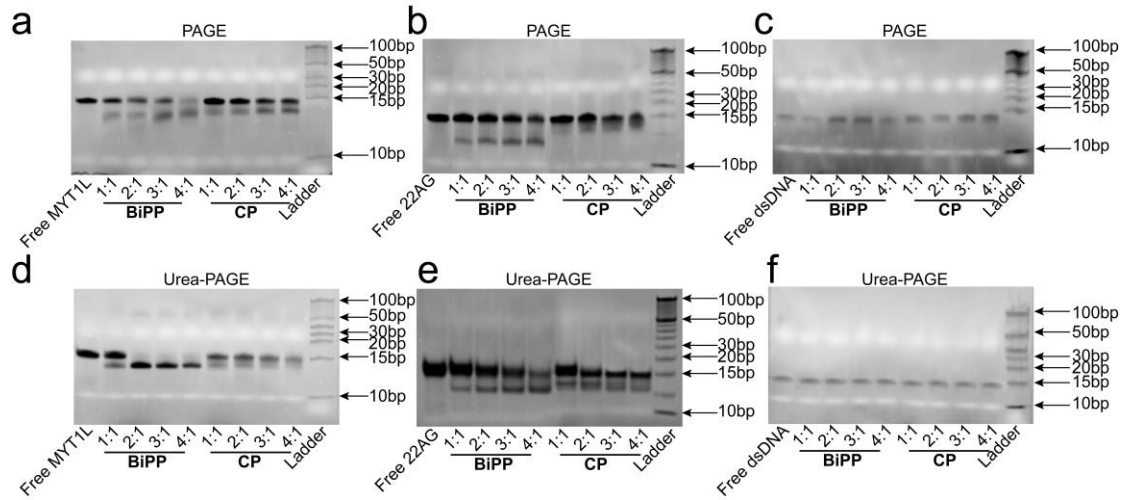 a
PAGE
100bp
50bp
30bp
20bp
15bp
10bp
Free MYT1L
1:1
2:1
3:1
4:1
1:1
2:1
3:1
4:1
Ladder
BiPP
CP
b
PAGE
100bp
50bp
30bp
20bp
15bp
10bp
Free 22AG
1:1
2:1
3:1
4:1
1:1
2:1
3:1
4:1
Ladder
BiPP
CP
c
PAGE
100bp
50bp
30bp
20bp
15bp
10bp
Free dsDNA
1:1
2:1
3:1
4:1
1:1
2:1
3:1
4:1
Ladder
BiPP
CP
d
Urea-PAGE
100bp
50bp
30bp
20bp
15bp
10bp
Free MYT1L
1:1
2:1
3:1
4:1
1:1
2:1
3:1
4:1
Ladder
BiPP
CP
e
Urea-PAGE
100bp
50bp
30bp
20bp
15bp
10bp
Free 22AG
1:1
2:1
3:1
4:1
1:1
2:1
3:1
4:1
Ladder
BiPP
CP
f
Urea-PAGE
100bp
50bp
30bp
20bp
15bp
10bp
Free dsDNA
1:1
2:1
3:1
4:1
1:1
2:1
3:1
4:1
Ladder
BiPP
CP